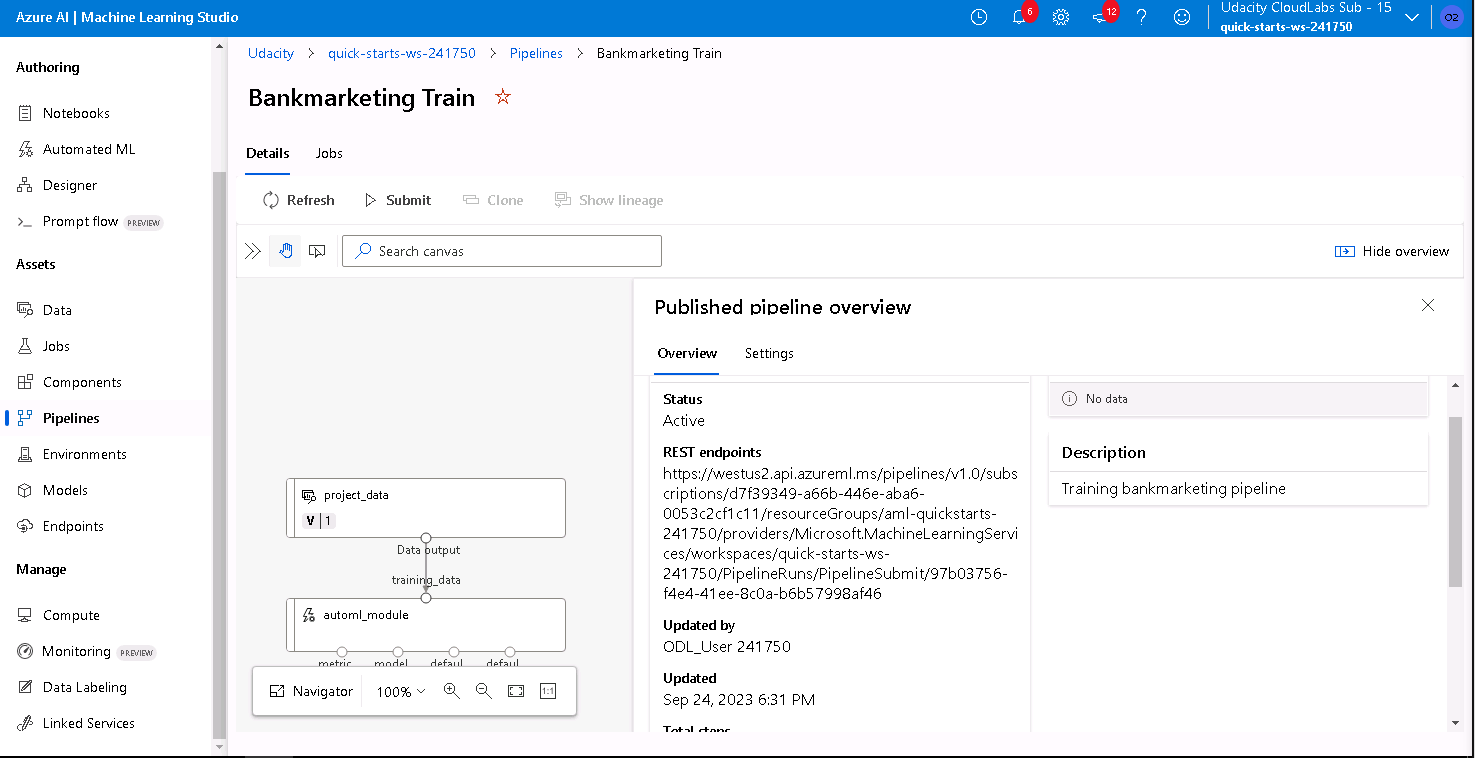 Azure AI | Machine Learning Studio
6
12
Udacity CloudLabs Sub - 15
quick-starts-ws-241750
O2
Authoring
Notebooks
Automated ML
Designer
Prompt flow PREVIEW
Assets
Data
Jobs
Components
Pipelines
Environments
Models
Endpoints
Manage
Compute
Monitoring PREVIEW
Data Labeling
Linked Services
Udacity > quick-starts-ws-241750 > Pipelines > Bankmarketing Train
Bankmarketing Train
Details Jobs
Refresh Submit Clone Show lineage
Search canvas
Hide overview
project_data
V | 1
Data output
training_data
automl_module
metric model defaul defaul
Navigator 100% 1:1
Published pipeline overview
Overview Settings
Status
Active
REST endpoints
https://westus2.api.azureml.ms/pipelines/v1.0/subs
criptions/d7f39349-a66b-446e-aba6-
0053c2cf1c11/resourceGroups/aml-quickstarts-
241750/providers/Microsoft.MachineLearningServi
ces/workspaces/quick-starts-ws-
241750/PipelineRuns/PipelineSubmit/97b03756-
f4e4-41ee-8c0a-b6b57998af46
Updated by
ODL_User 241750
Updated
Sep 24, 2023 6:31 PM
Total steps
No data
Description
Training bankmarketing pipeline